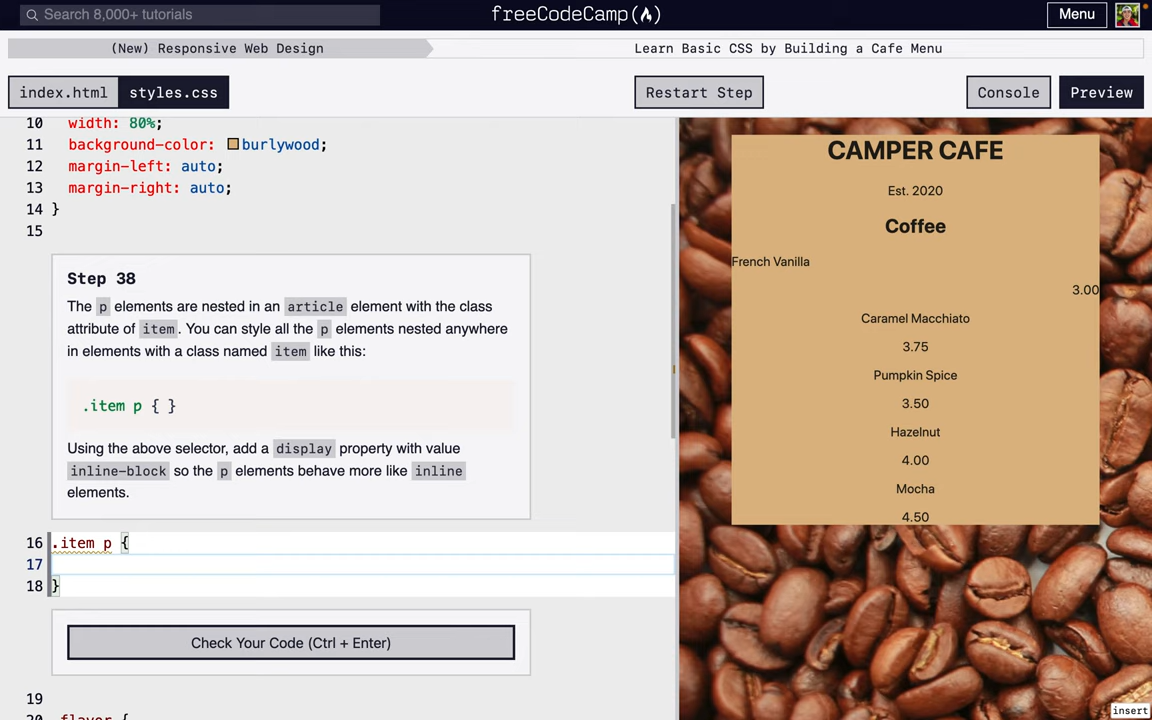 Search 8,000+ tutorials
freeCodeCamp
Menu
(New) Responsive Web Design
Learn Basic CSS by Building a Cafe Menu
index.html
styles.css
Restart Step
Console
Preview
10 width: 80%;
11 background-color: burlywood;
12 margin-left: auto;
13 margin-right: auto;
14 }
15
Step 38
The p elements are nested in an article element with the class
attribute of item. You can style all the p elements nested anywhere
in elements with a class named item like this:
.item p { }
Using the above selector, add a display property with value
inline-block so the p elements behave more like inline
elements.
16 .item p {
17
18 }
Check Your Code (Ctrl + Enter)
19
20 .flavor {
CAMPER CAFE
Est. 2020
Coffee
French Vanilla
3.00
Caramel Macchiato
3.75
Pumpkin Spice
3.50
Hazelnut
4.00
Mocha
4.50
insert